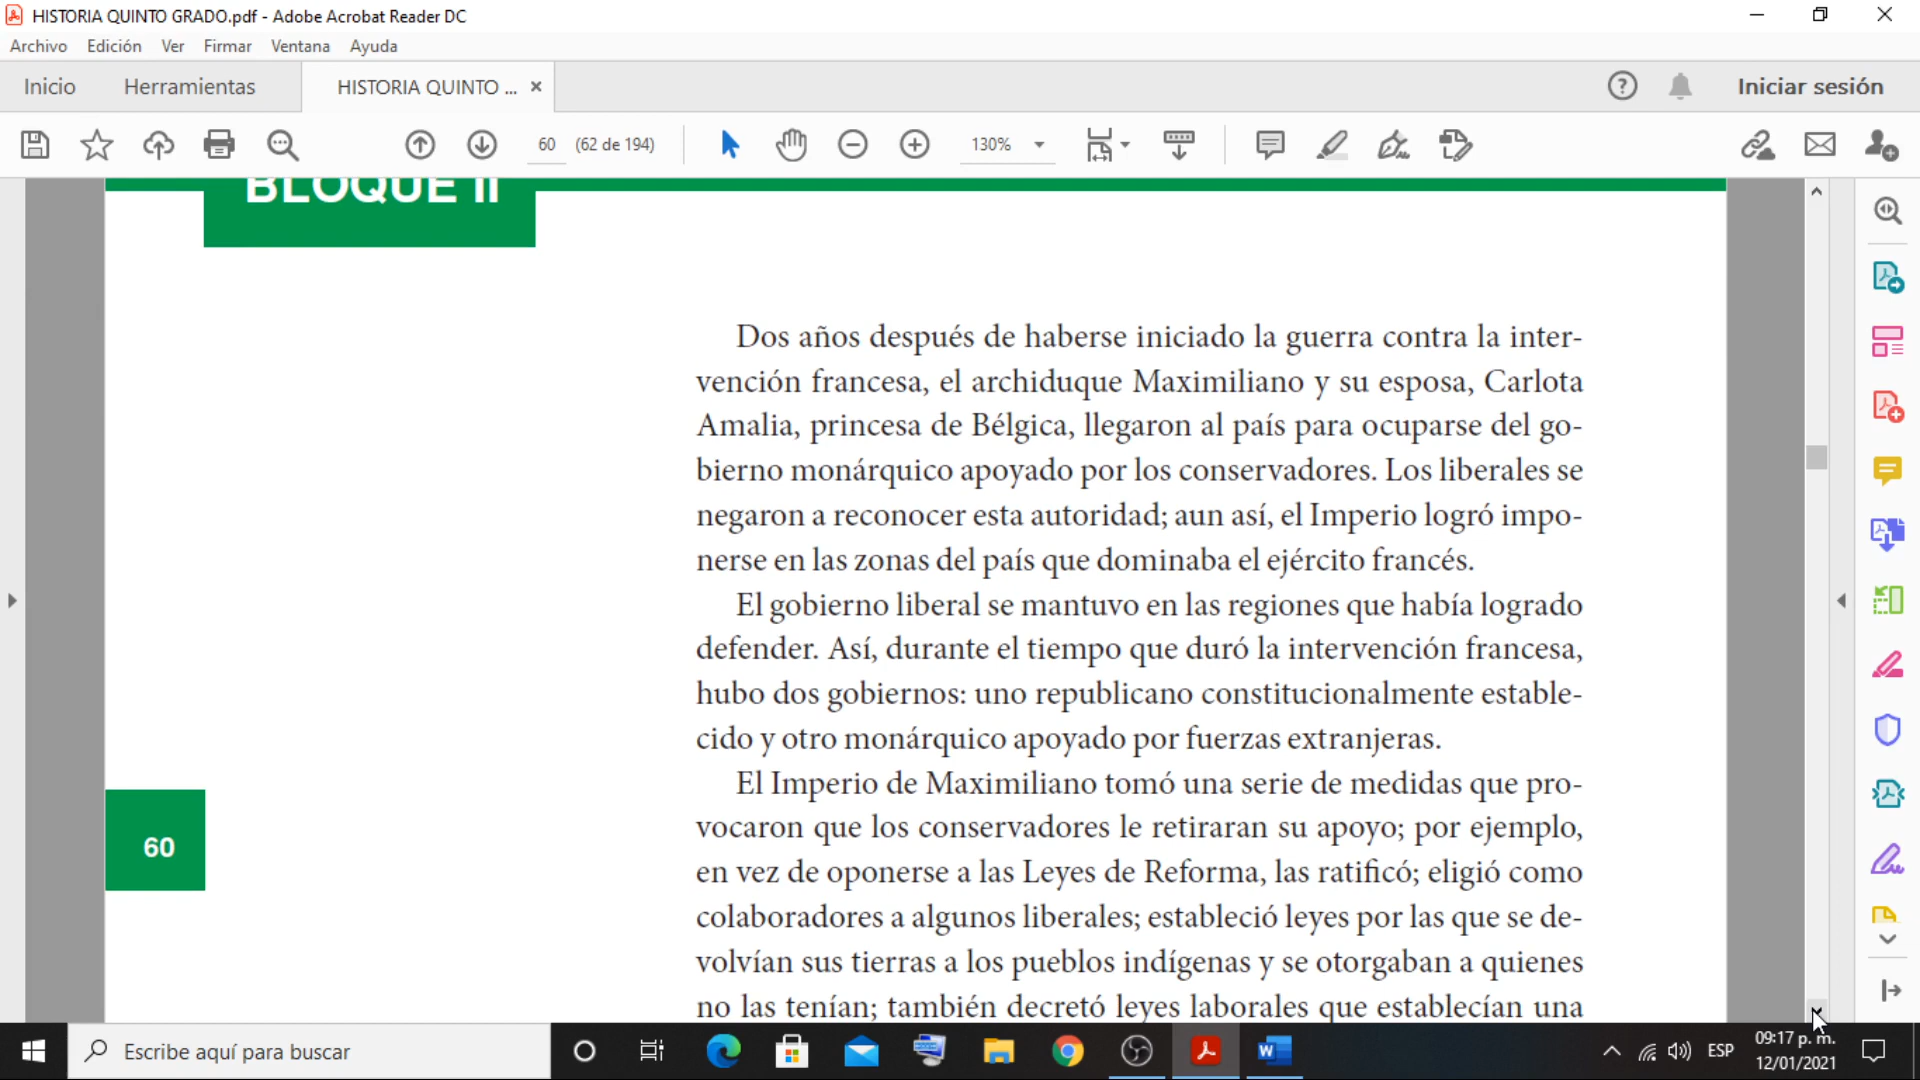 HISTORIA QUINTO GRADO.pdf - Adobe Acrobat Reader DC
Archivo Edición Ver Firmar Ventana Ayuda
Inicio Herramientas HISTORIA QUINTO ... Iniciar sesión
60 (62 de 194) 130%
BLOQUE II
Dos años después de haberse iniciado la guerra contra la inter-
vención francesa, el archiduque Maximiliano y su esposa, Carlota
Amalia, princesa de Bélgica, llegaron al país para ocuparse del go-
bierno monárquico apoyado por los conservadores. Los liberales se
negaron a reconocer esta autoridad; aun así, el Imperio logró impo-
nerse en las zonas del país que dominaba el ejército francés.
El gobierno liberal se mantuvo en las regiones que había logrado
defender. Así, durante el tiempo que duró la intervención francesa,
hubo dos gobiernos: uno republicano constitucionalmente estable-
cido y otro monárquico apoyado por fuerzas extranjeras.
El Imperio de Maximiliano tomó una serie de medidas que pro-
vocaron que los conservadores le retiraran su apoyo; por ejemplo,
en vez de oponerse a las Leyes de Reforma, las ratificó; eligió como
colaboradores a algunos liberales; estableció leyes por las que se de-
volvían sus tierras a los pueblos indígenas y se otorgaban a quienes
no las tenían; también decretó leyes laborales que establecían una
60
Escribe aquí para buscar
ESP
09:17 p. m.
12/01/2021